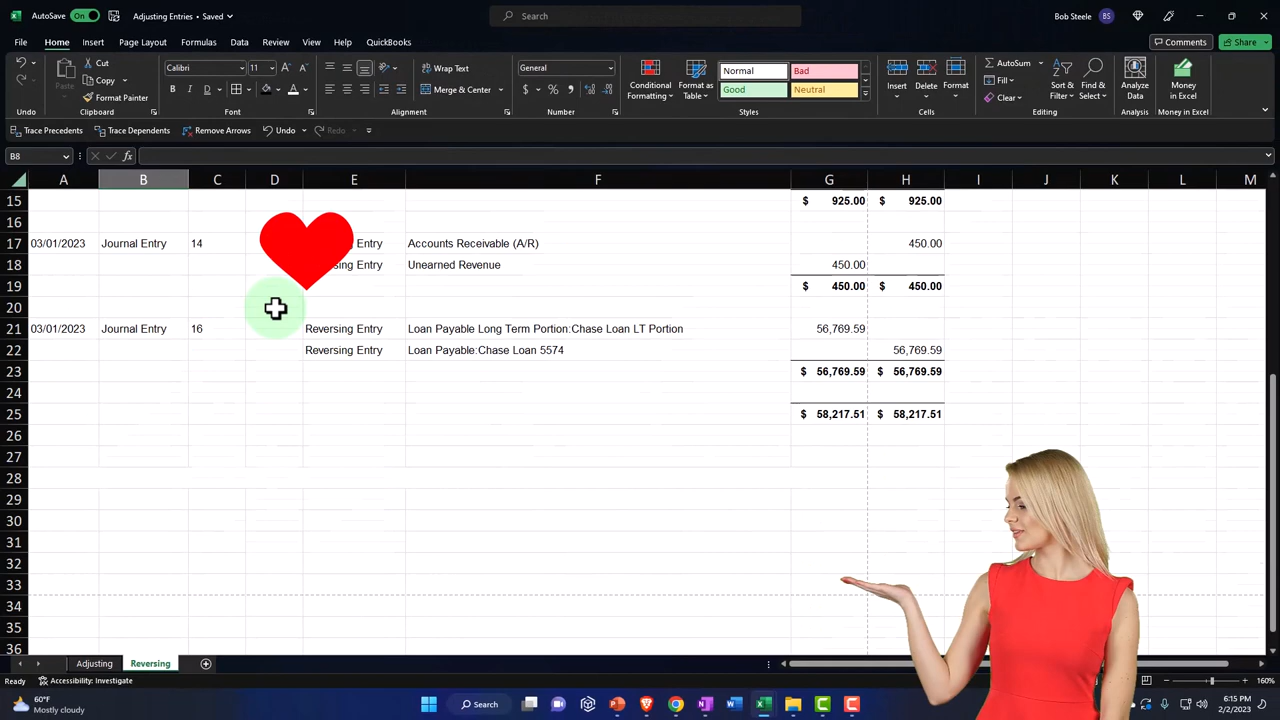 AutoSave On Adjusting Entries • Saved Search Bob Steele BS
File Home Insert Page Layout Formulas Data Review View Help QuickBooks Comments Share
Paste Cut Copy Format Painter Calibri 11 Wrap Text Merge & Center General Conditional Formatting Format as Table Normal Bad Good Neutral Insert Delete Format AutoSum Fill Clear Sort & Filter Find & Select Analyze Data Money in Excel
Undo Clipboard Font Alignment Number Styles Cells Editing Analysis Money in Excel
Trace Precedents Trace Dependents Remove Arrows Undo Redo
B8 fx
A B C D E F G H I J K L M
15 $ 925.00 $ 925.00
16
17 03/01/2023 Journal Entry 14 Entry Accounts Receivable (A/R) 450.00
18 sing Entry Unearned Revenue 450.00
19 $ 450.00 $ 450.00
20
21 03/01/2023 Journal Entry 16 Reversing Entry Loan Payable Long Term Portion:Chase Loan LT Portion 56,769.59
22 Reversing Entry Loan Payable:Chase Loan 5574 56,769.59
23 $ 56,769.59 $ 56,769.59
24
25 $ 58,217.51 $ 58,217.51
26
27
28
29
30
31
32
33
34
35
36
Adjusting Reversing
Ready Accessibility: Investigate 160%
60°F
Mostly cloudy
Search
6:15 PM
2/2/2023